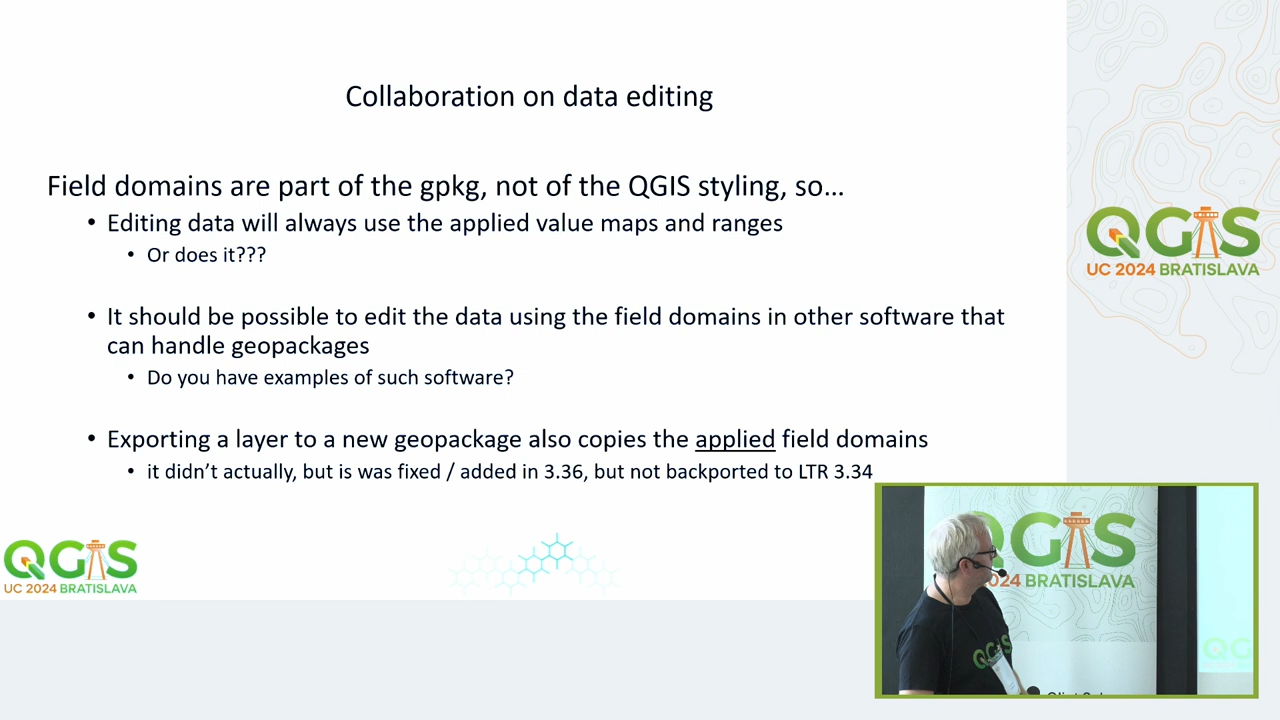 Collaboration on data editing
Field domains are part of the gpkg, not of the QGIS styling, so...
• Editing data will always use the applied value maps and ranges
• Or does it???
• It should be possible to edit the data using the field domains in other software that
can handle geopackages
• Do you have examples of such software?
• Exporting a layer to a new geopackage also copies the applied field domains
• it didn't actually, but is was fixed / added in 3.36, but not backported to LTR 3.34
QGIS
UC 2024 BRATISLAVA
QGIS
UC 2024 BRATISLAVA
QGIS
2024 BRATISLAVA
QGIS
QG